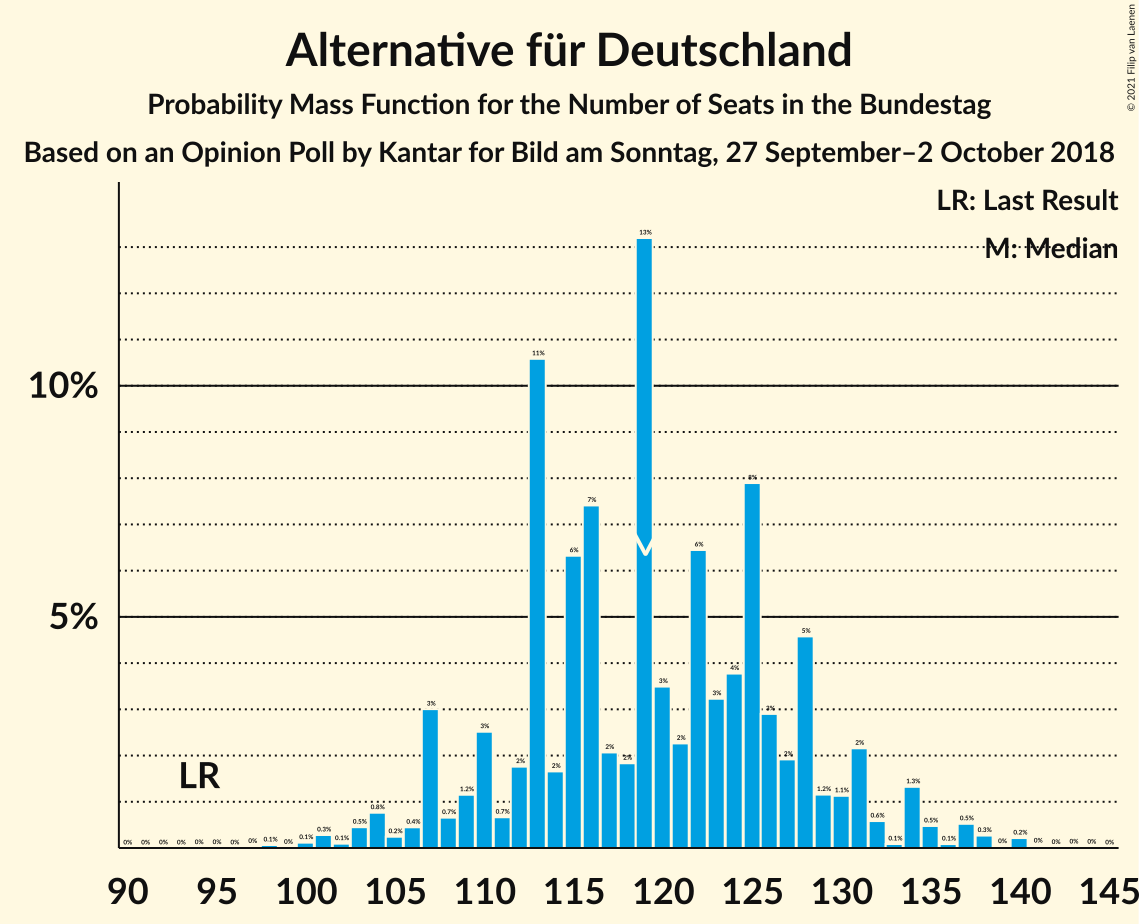 © 2021 Filip van Laenen
Alternative für Deutschland
Probability Mass Function for the Number of Seats in the Bundestag
Based on an Opinion Poll by Kantar for Bild am Sonntag, 27 September–2 October 2018
LR: Last Result
M: Median
10%
5%
LR
0% 0% 0% 0% 0% 0% 0% 0% 0.1% 0% 0.1% 0.3% 0.1% 0.5% 0.8% 0.2% 0.4% 3% 0.7% 1.2% 3% 0.7% 2% 11% 2% 6% 7% 2% 2% 13% 3% 2% 6% 3% 4% 8% 3% 2% 5% 1.2% 1.1% 2% 0.6% 0.1% 1.3% 0.5% 0.1% 0.5% 0.3% 0% 0.2% 0% 0% 0% 0% 0%
90 95 100 105 110 115 120 125 130 135 140 145